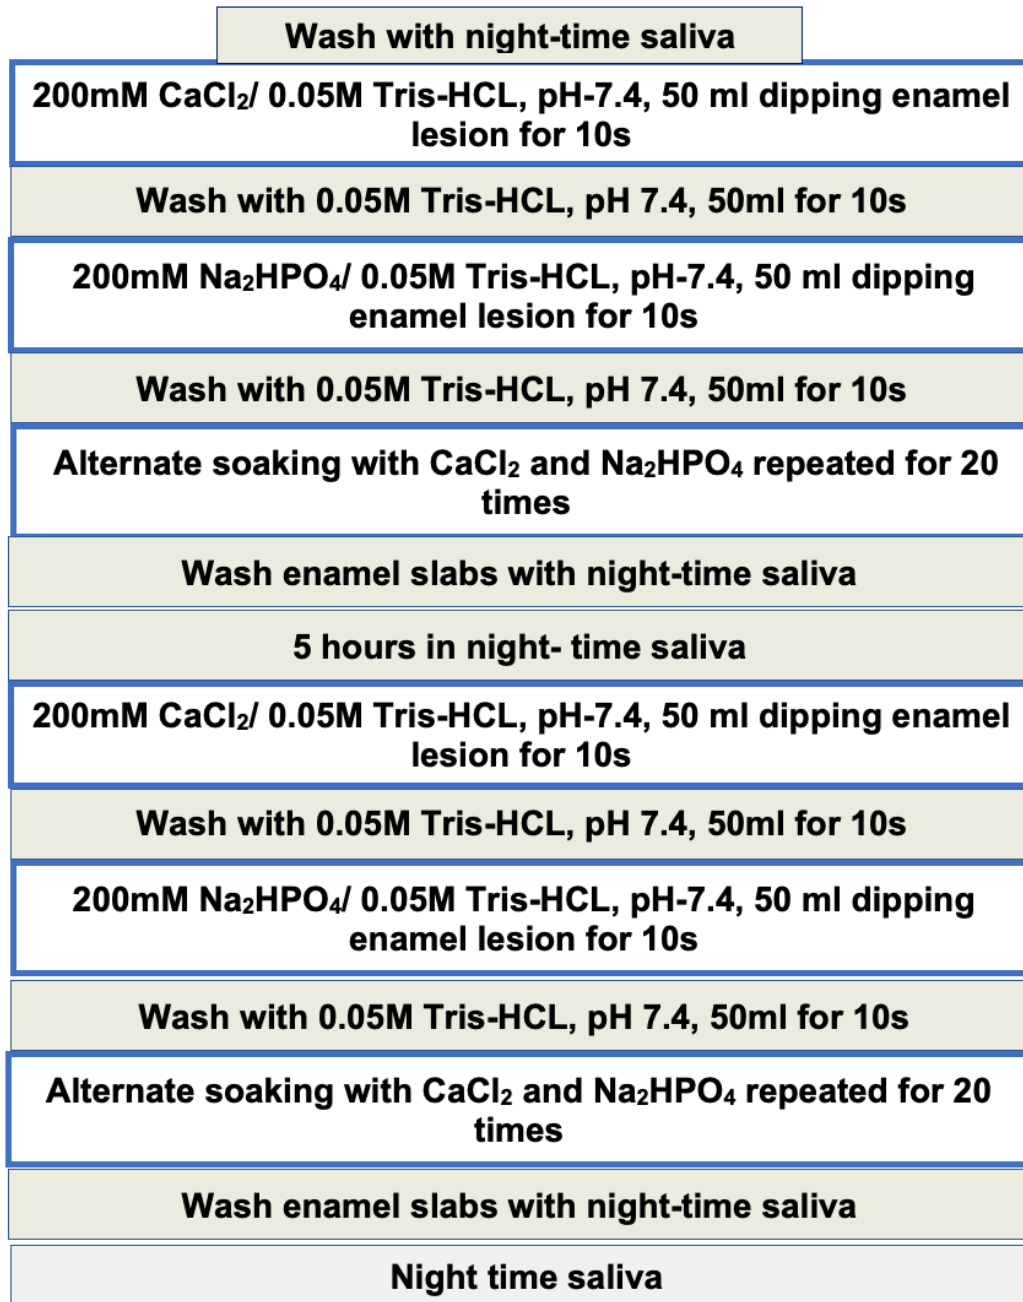 Wash with night-time saliva
200mM CaCl₂/ 0.05M Tris-HCL, pH-7.4, 50 ml dipping enamel
lesion for 10s
Wash with 0.05M Tris-HCL, pH 7.4, 50ml for 10s
200mM Na₂HPO₄/ 0.05M Tris-HCL, pH-7.4, 50 ml dipping
enamel lesion for 10s
Wash with 0.05M Tris-HCL, pH 7.4, 50ml for 10s
Alternate soaking with CaCl₂ and Na₂HPO₄ repeated for 20
times
Wash enamel slabs with night-time saliva
5 hours in night- time saliva
200mM CaCl₂/ 0.05M Tris-HCL, pH-7.4, 50 ml dipping enamel
lesion for 10s
Wash with 0.05M Tris-HCL, pH 7.4, 50ml for 10s
200mM Na₂HPO₄/ 0.05M Tris-HCL, pH-7.4, 50 ml dipping
enamel lesion for 10s
Wash with 0.05M Tris-HCL, pH 7.4, 50ml for 10s
Alternate soaking with CaCl₂ and Na₂HPO₄ repeated for 20
times
Wash enamel slabs with night-time saliva
Night time saliva